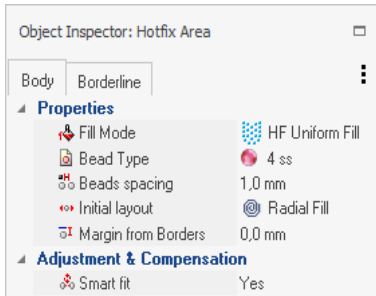 Object Inspector: Hotfix Area
Body Borderline
Properties
Fill Mode HF Uniform Fill
Bead Type 4 ss
Beads spacing 1,0 mm
Initial layout Radial Fill
Margin from Borders 0,0 mm
Adjustment & Compensation
Smart fit Yes